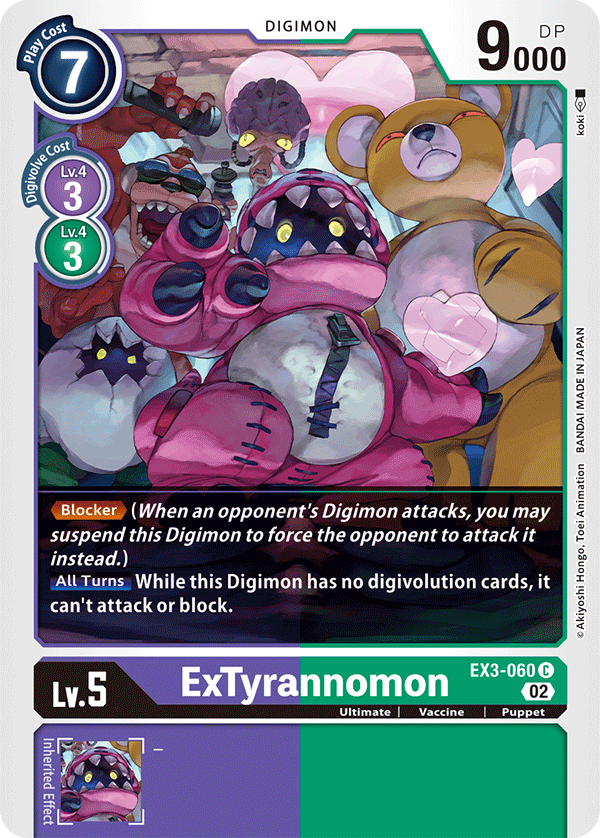 Play Cost
7
DIGIMON
DP
9000
Digivolve Cost
Lv.4
3
Lv.4
3
koki
© Akiyoshi Hongo, Toei Animation BANDAI MADE IN JAPAN
Blocker (When an opponent's Digimon attacks, you may
suspend this Digimon to force the opponent to attack it
instead.)
All Turns While this Digimon has no digivolution cards, it
can't attack or block.
Lv.5
ExTyrannomon
EX3-060 C
02
Ultimate | Vaccine | Puppet
Inherited Effect
–